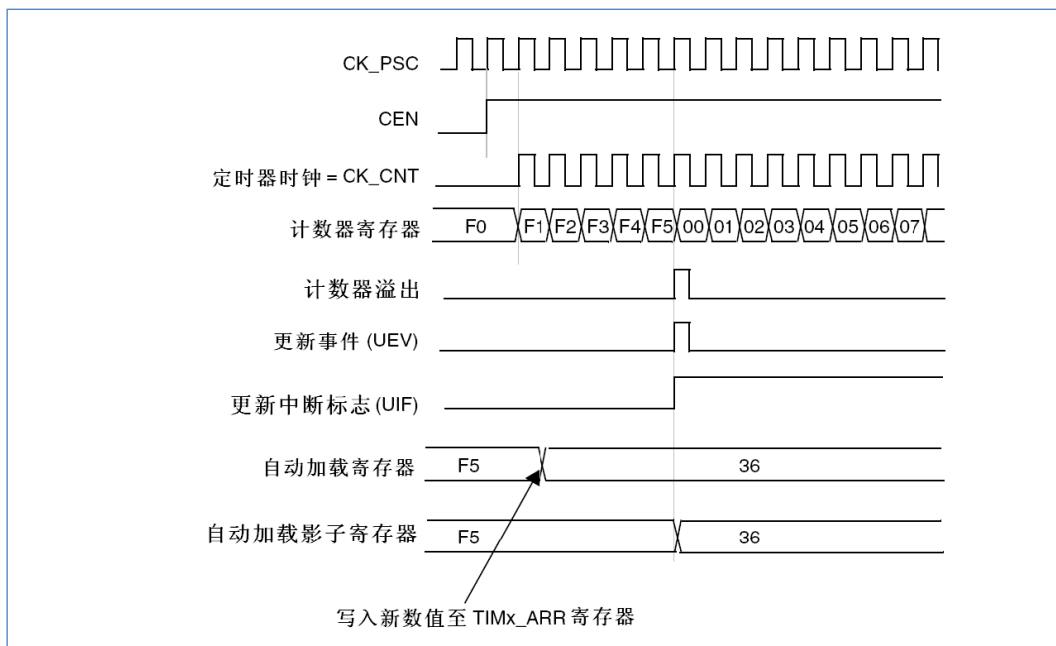 CK_PSC
CEN
定时器时钟 = CK_CNT
计数器寄存器
F0 F1 F2 F3 F4 F5 00 01 02 03 04 05 06 07
计数器溢出
更新事件 (UEV)
更新中断标志 (UIF)
自动加载寄存器
F5 36
自动加载影子寄存器
F5 36
写入新数值至 TIMx_ARR 寄存器